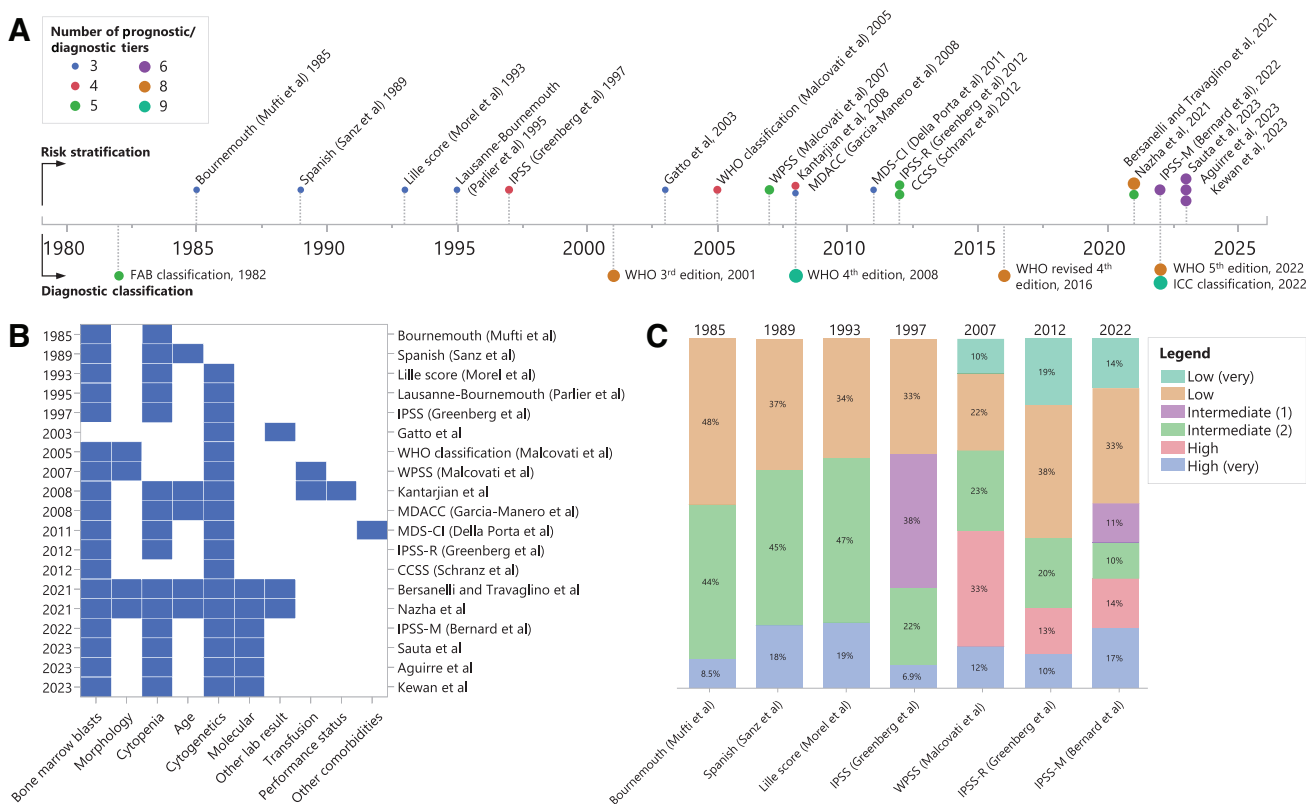 A
Number of prognostic/
diagnostic tiers
3
6
4
8
5
9
Risk stratification
Bournemouth (Mufti et al) 1985
Spanish (Sanz et al) 1989
Lille score (Morel et al) 1993
Lausanne-Bournemouth
(Parlier et al) 1995
IPSS (Greenberg et al) 1997
Gatto et al, 2003
WHO classification (Malcovati et al) 2005
WPSS (Malcovati et al) 2007
Kantarjian et al, 2008
MDACC (Garcia-Manero et al) 2008
MDS-CI (Della Porta et al) 2011
IPSS-R (Greenberg et al) 2012
CCSS (Schranz et al) 2012
Bersanelli and Travaglino et al, 2021
Nazha et al, 2021
IPSS-M (Bernard et al), 2022
Sauta et al, 2023
Aguirre et al, 2023
Kewan et al, 2023
1980 1985 1990 1995 2000 2005 2010 2015 2020 2025
Diagnostic classification
FAB classification, 1982
WHO 3rd edition, 2001
WHO 4th edition, 2008
WHO revised 4th
edition, 2016
WHO 5th edition, 2022
ICC classification, 2022
B
1985 Bournemouth (Mufti et al)
1989 Spanish (Sanz et al)
1993 Lille score (Morel et al)
1995 Lausanne-Bournemouth (Parlier et al)
1997 IPSS (Greenberg et al)
2003 Gatto et al
2005 WHO classification (Malcovati et al)
2007 WPSS (Malcovati et al)
2008 Kantarjian et al
2008 MDACC (Garcia-Manero et al)
2011 MDS-CI (Della Porta et al)
2012 IPSS-R (Greenberg et al)
2012 CCSS (Schranz et al)
2021 Bersanelli and Travaglino et al
2021 Nazha et al
2022 IPSS-M (Bernard et al)
2023 Sauta et al
2023 Aguirre et al
2023 Kewan et al
Bone marrow blasts
Morphology
Cytopenia
Age
Cytogenetics
Molecular
Other lab result
Transfusion
Performance status
Other comorbidities
C
1985 1989 1993 1997 2007 2012 2022
48%
44%
8.5%
37%
45%
18%
34%
47%
19%
33%
38%
22%
6.9%
10%
22%
23%
33%
12%
19%
38%
20%
13%
10%
14%
33%
11%
10%
14%
17%
Bournemouth (Mufti et al)
Spanish (Sanz et al)
Lille score (Morel et al)
IPSS (Greenberg et al)
WPSS (Malcovati et al)
IPSS-R (Greenberg et al)
IPSS-M (Bernard et al)
Legend
Low (very)
Low
Intermediate (1)
Intermediate (2)
High
High (very)